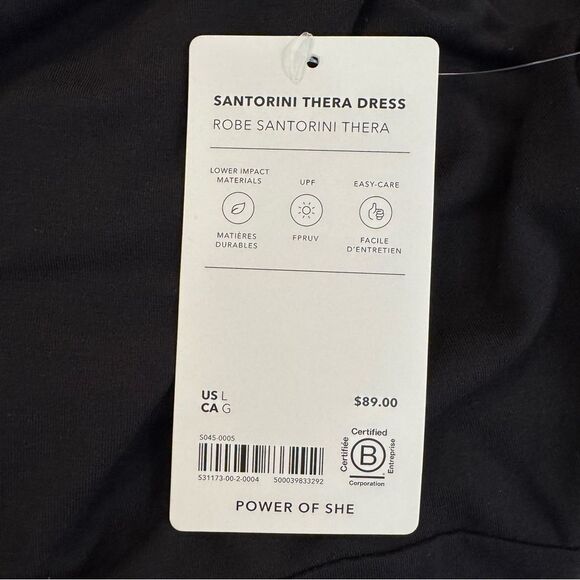 SANTORINI THERA DRESS
ROBE SANTORINI THERA
LOWER IMPACT
MATERIALS
UPF
EASY-CARE
MATIÈRES
DURABLES
FPRUV
FACILE
D'ENTRETIEN
US L
CA G
$89.00
S045-0005
531173-00-2-0004 500039833292
Certified
Certifiée
B
Entreprise
Corporation
POWER OF SHE